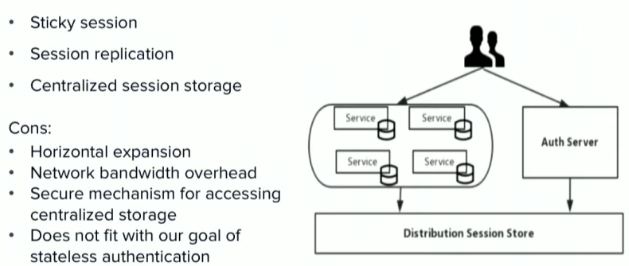 Sticky session
Session replication
Centralized session storage
Cons:
Horizontal expansion
Network bandwidth overhead
Secure mechanism for accessing
centralized storage
Does not fit with our goal of
stateless authentication
Service
Service
Service
Service
Auth Server
Distribution Session Store